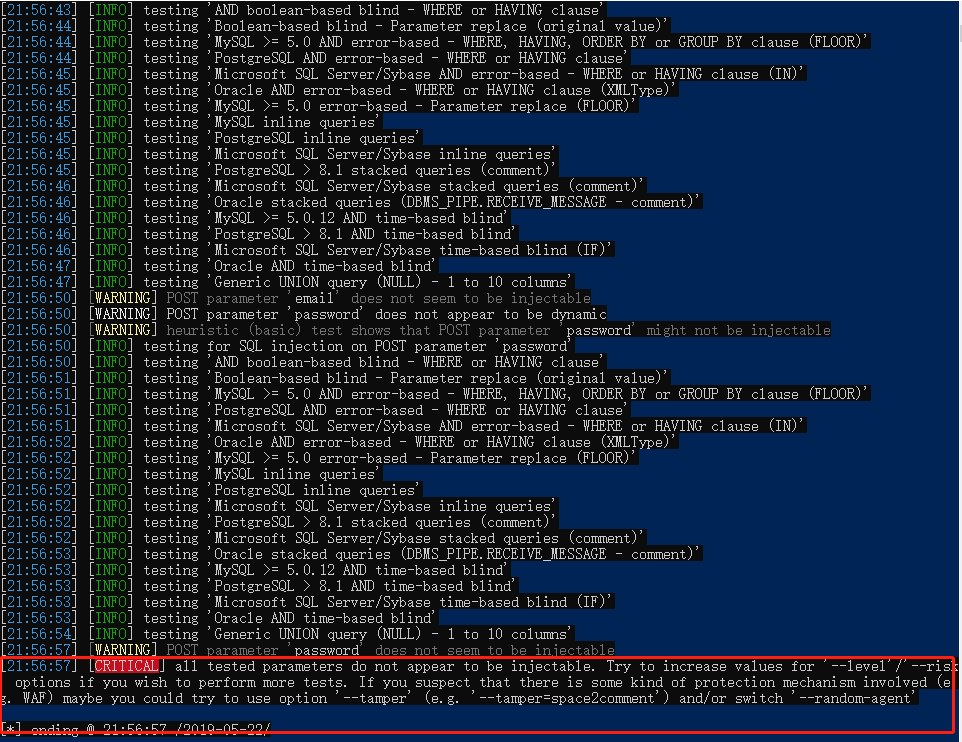 [21:56:43] [INFO] testing 'AND boolean-based blind - WHERE or HAVING clause'
[21:56:44] [INFO] testing 'Boolean-based blind - Parameter replace (original value)'
[21:56:44] [INFO] testing 'MySQL >= 5.0 AND error-based - WHERE, HAVING, ORDER BY or GROUP BY clause (FLOOR)'
[21:56:44] [INFO] testing 'PostgreSQL AND error-based - WHERE or HAVING clause'
[21:56:45] [INFO] testing 'Microsoft SQL Server/Sybase AND error-based - WHERE or HAVING clause (IN)'
[21:56:45] [INFO] testing 'Oracle AND error-based - WHERE or HAVING clause (XMLType)'
[21:56:45] [INFO] testing 'MySQL >= 5.0 error-based - Parameter replace (FLOOR)'
[21:56:45] [INFO] testing 'MySQL inline queries'
[21:56:45] [INFO] testing 'PostgreSQL inline queries'
[21:56:45] [INFO] testing 'Microsoft SQL Server/Sybase inline queries'
[21:56:45] [INFO] testing 'PostgreSQL > 8.1 stacked queries (comment)'
[21:56:46] [INFO] testing 'Microsoft SQL Server/Sybase stacked queries (comment)'
[21:56:46] [INFO] testing 'Oracle stacked queries (DBMS_PIPE.RECEIVE_MESSAGE - comment)'
[21:56:46] [INFO] testing 'MySQL >= 5.0.12 AND time-based blind'
[21:56:46] [INFO] testing 'PostgreSQL > 8.1 AND time-based blind'
[21:56:46] [INFO] testing 'Microsoft SQL Server/Sybase time-based blind (IF)'
[21:56:47] [INFO] testing 'Oracle AND time-based blind'
[21:56:47] [INFO] testing 'Generic UNION query (NULL) - 1 to 10 columns'
[21:56:50] [WARNING] POST parameter 'email' does not seem to be injectable
[21:56:50] [WARNING] POST parameter 'password' does not appear to be dynamic
[21:56:50] [WARNING] heuristic (basic) test shows that POST parameter 'password' might not be injectable
[21:56:50] [INFO] testing for SQL injection on POST parameter 'password'
[21:56:50] [INFO] testing 'AND boolean-based blind - WHERE or HAVING clause'
[21:56:51] [INFO] testing 'Boolean-based blind - Parameter replace (original value)'
[21:56:51] [INFO] testing 'MySQL >= 5.0 AND error-based - WHERE, HAVING, ORDER BY or GROUP BY clause (FLOOR)'
[21:56:51] [INFO] testing 'PostgreSQL AND error-based - WHERE or HAVING clause'
[21:56:51] [INFO] testing 'Microsoft SQL Server/Sybase AND error-based - WHERE or HAVING clause (IN)'
[21:56:52] [INFO] testing 'Oracle AND error-based - WHERE or HAVING clause (XMLType)'
[21:56:52] [INFO] testing 'MySQL >= 5.0 error-based - Parameter replace (FLOOR)'
[21:56:52] [INFO] testing 'MySQL inline queries'
[21:56:52] [INFO] testing 'PostgreSQL inline queries'
[21:56:52] [INFO] testing 'Microsoft SQL Server/Sybase inline queries'
[21:56:52] [INFO] testing 'PostgreSQL > 8.1 stacked queries (comment)'
[21:56:52] [INFO] testing 'Microsoft SQL Server/Sybase stacked queries (comment)'
[21:56:53] [INFO] testing 'Oracle stacked queries (DBMS_PIPE.RECEIVE_MESSAGE - comment)'
[21:56:53] [INFO] testing 'MySQL >= 5.0.12 AND time-based blind'
[21:56:53] [INFO] testing 'PostgreSQL > 8.1 AND time-based blind'
[21:56:53] [INFO] testing 'Microsoft SQL Server/Sybase time-based blind (IF)'
[21:56:53] [INFO] testing 'Oracle AND time-based blind'
[21:56:54] [INFO] testing 'Generic UNION query (NULL) - 1 to 10 columns'
[21:56:57] [WARNING] POST parameter 'password' does not seem to be injectable
[21:56:57] [CRITICAL] all tested parameters do not appear to be injectable. Try to increase values for '--level'/'--risk
options if you wish to perform more tests. If you suspect that there is some kind of protection mechanism involved (e
g. WAF) maybe you could try to use option '--tamper' (e.g. '--tamper=space2comment') and/or switch '--random-agent'
[*] ending @ 21:56:57 /2019-05-22/